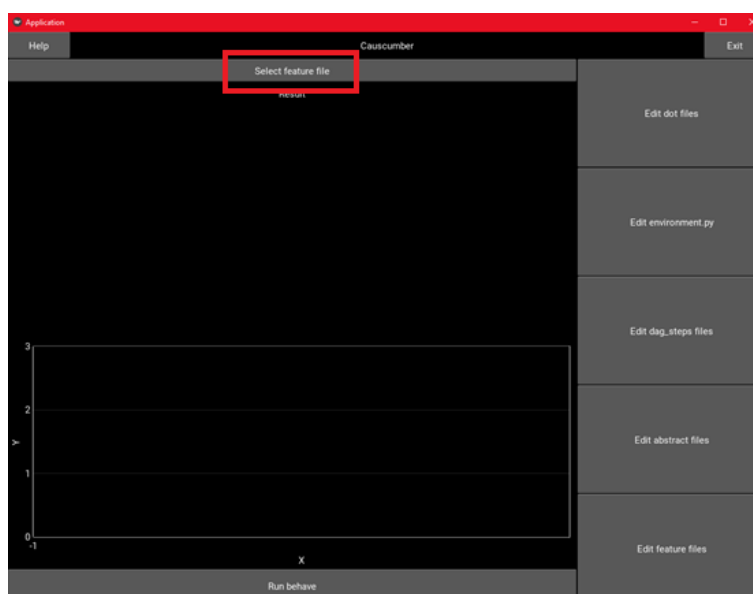 Application
Help
Causcumber
Exit
Select feature file
Result
Edit dot files
Edit environment.py
Edit dag_steps files
Edit abstract files
Edit feature files
3
2
Y
1
0
-1
X
Run behave